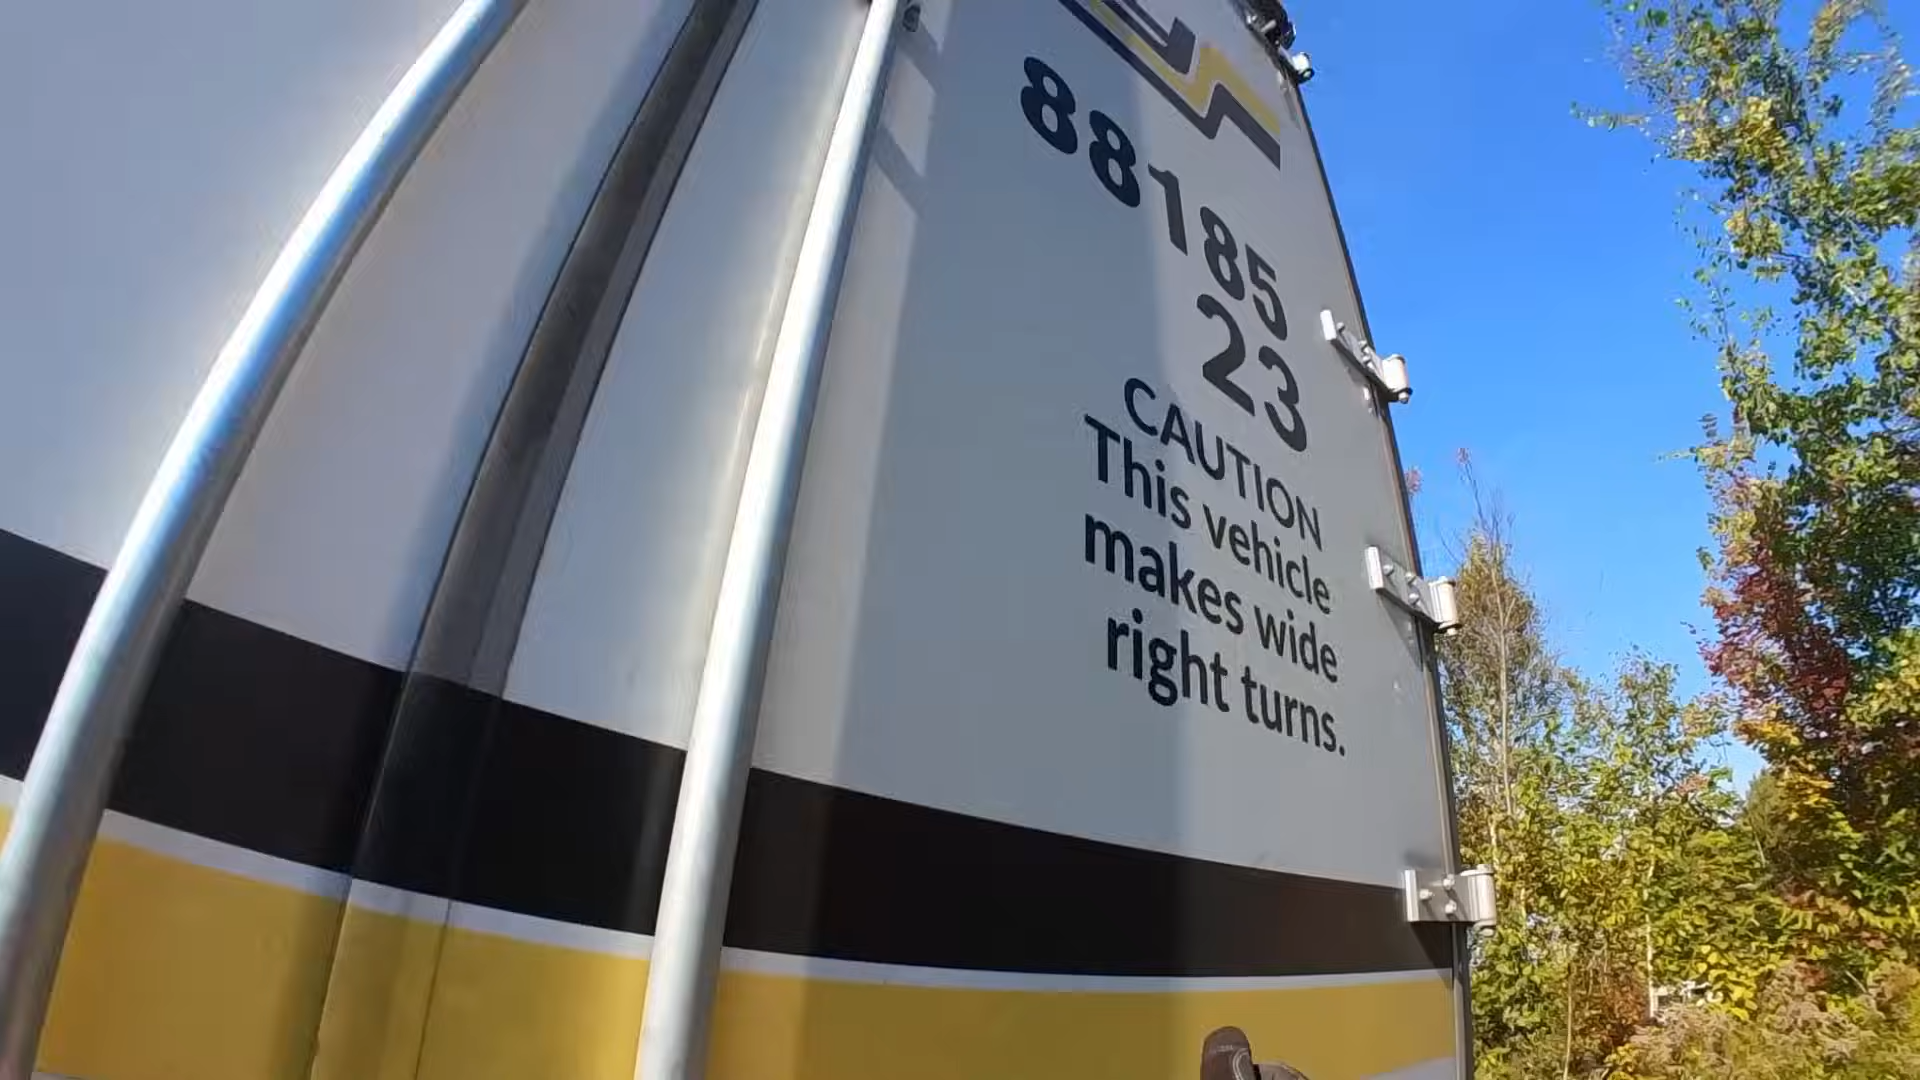 88185
23
CAUTION
This vehicle
makes wide
right turns.